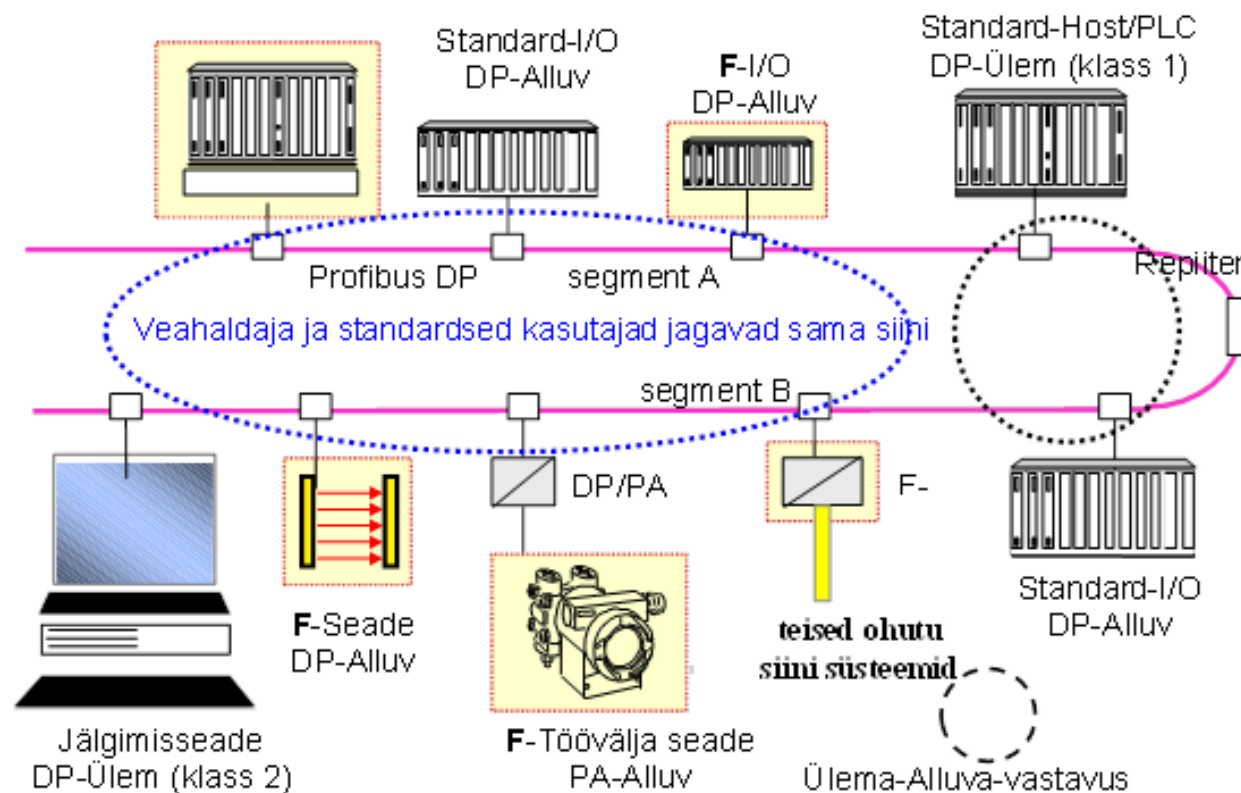 Standard-I/O
DP-Alluv
F-I/O
DP-Alluv
Standard-Host/PLC
DP-Ülem (klass 1)
Profibus DP
segment A
Repiiter
Veahaldaja ja standardsed kasutajad jagavad sama siini
segment B
DP/PA
F-
F-Seade
DP-Alluv
teised ohutu
siini süsteemid
Standard-I/O
DP-Alluv
Jälgimisseade
DP-Ülem (klass 2)
F-Töövälja seade
PA-Alluv
Ülema-Alluva-vastavus